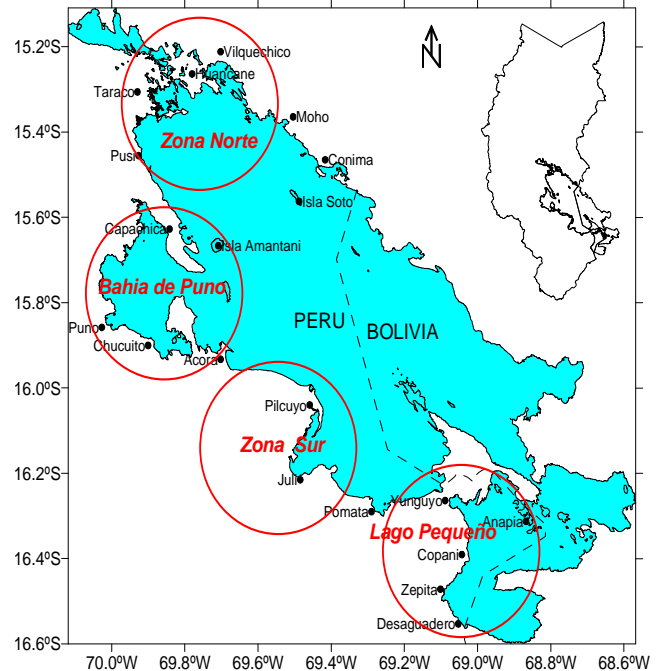 15.2°S
15.4°S
15.6°S
15.8°S
16.0°S
16.2°S
16.4°S
16.6°S
70.0°W
69.8°W
69.6°W
69.4°W
69.2°W
69.0°W
68.8°W
68.6°W
N
Vilquechico
Huancane
Taraco
Moho
Zona Norte
Pusi
Conima
Isla Soto
Capachica
Isla Amantani
Bahia de Puno
PERU
BOLIVIA
Puno
Chucuito
Acora
Pilcuyo
Zona Sur
Juli
Pomata
Yunguyo
Anapia
Lago Pequeño
Copani
Zepita
Desaguadero